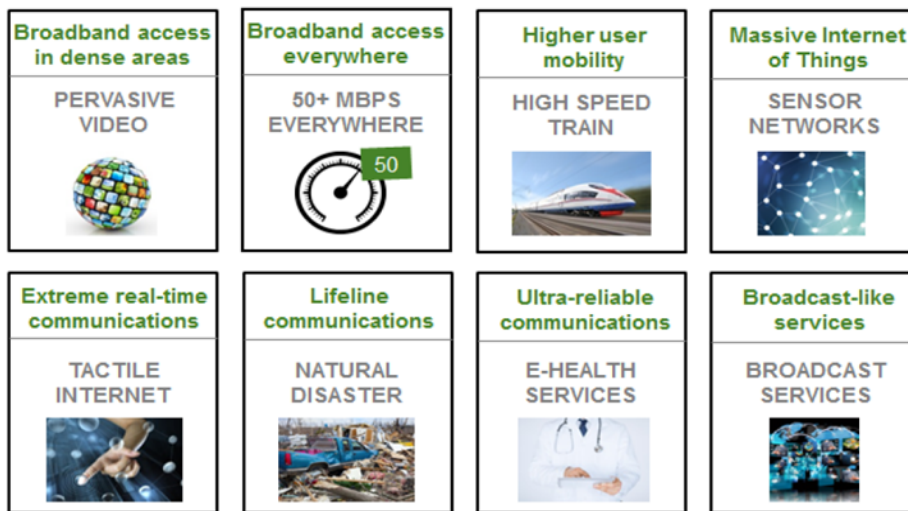 Broadband access
in dense areas
PERVASIVE
VIDEO
Broadband access
everywhere
50+ MBPS
EVERYWHERE
50
Higher user
mobility
HIGH SPEED
TRAIN
Massive Internet
of Things
SENSOR
NETWORKS
Extreme real-time
communications
TACTILE
INTERNET
Lifeline
communications
NATURAL
DISASTER
Ultra-reliable
communications
E-HEALTH
SERVICES
Broadcast-like
services
BROADCAST
SERVICES